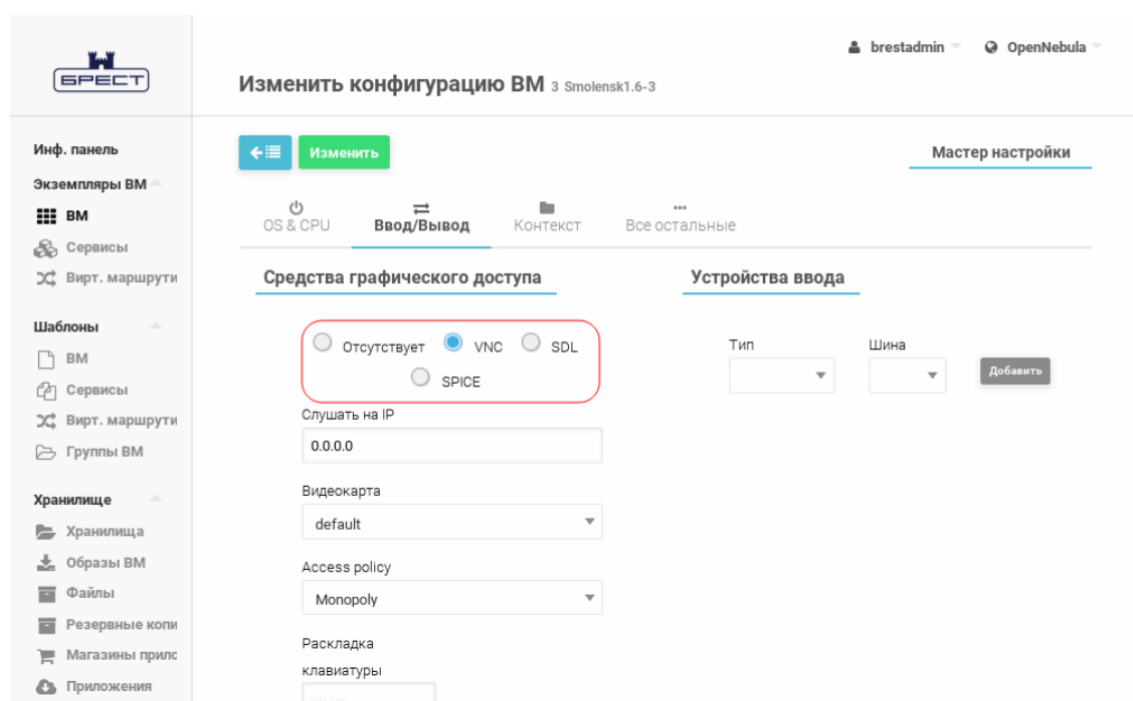 БРЕСТ
brestadmin OpenNebula
Изменить конфигурацию ВМ 3 Smolensk1.6-3
Инф. панель
Экземпляры ВМ
ВМ
Сервисы
Вирт. маршрути
Шаблоны
ВМ
Сервисы
Вирт. маршрути
Группы ВМ
Хранилище
Хранилища
Образы ВМ
Файлы
Резервные копи
Магазины прило
Приложения
Изменить
Мастер настройки
OS & CPU Ввод/Вывод Контекст Все остальные
Средства графического доступа
Отсутствует VNC SDL
SPICE
Слушать на IP
0.0.0.0
Видеокарта
default
Access policy
Monopoly
Раскладка
клавиатуры
Устройства ввода
Тип Шина
Добавить